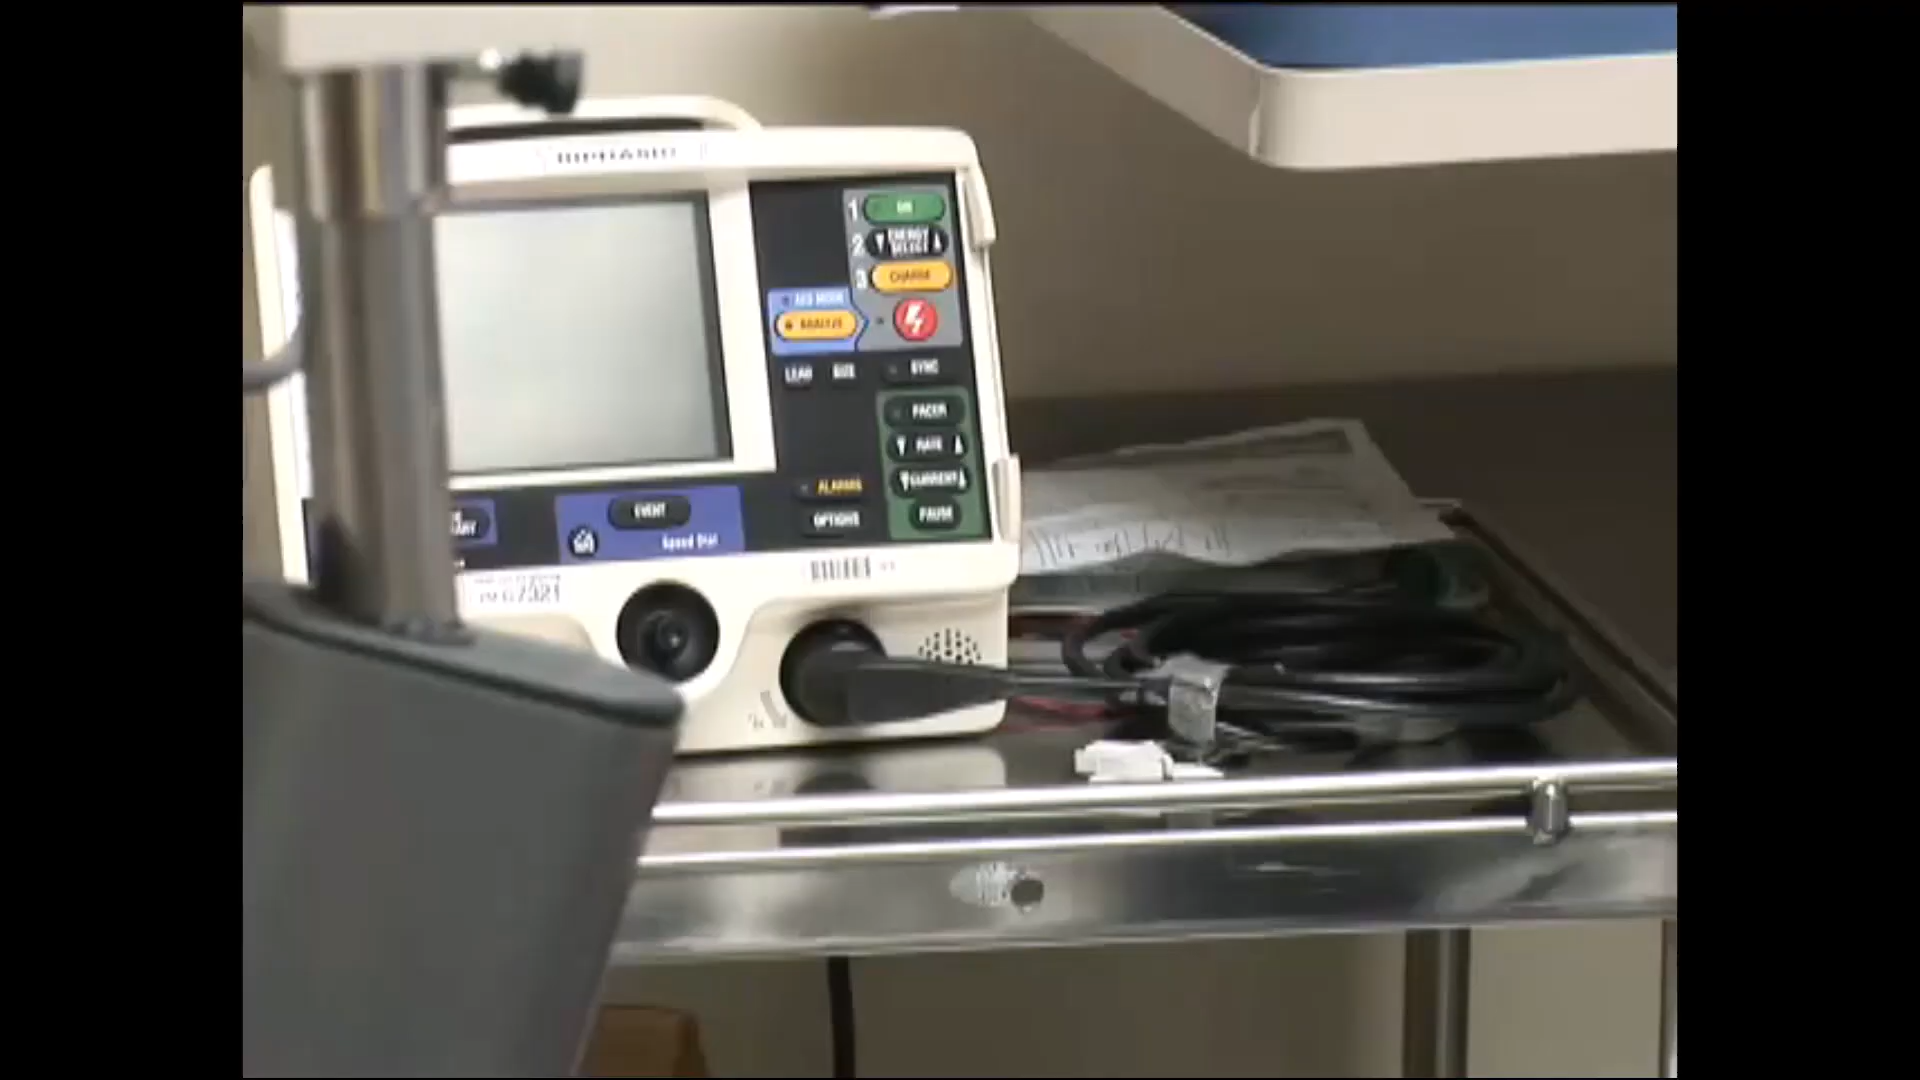 BIPHASIC
1 ON
2 ENERGY SELECT
3 CHARGE
AED MODE
ANALYZE
LEAD SIZE SYNC
PACER
RATE
CURRENT
ALARMS
EVENT OPTIONS PAUSE
Speed Dial